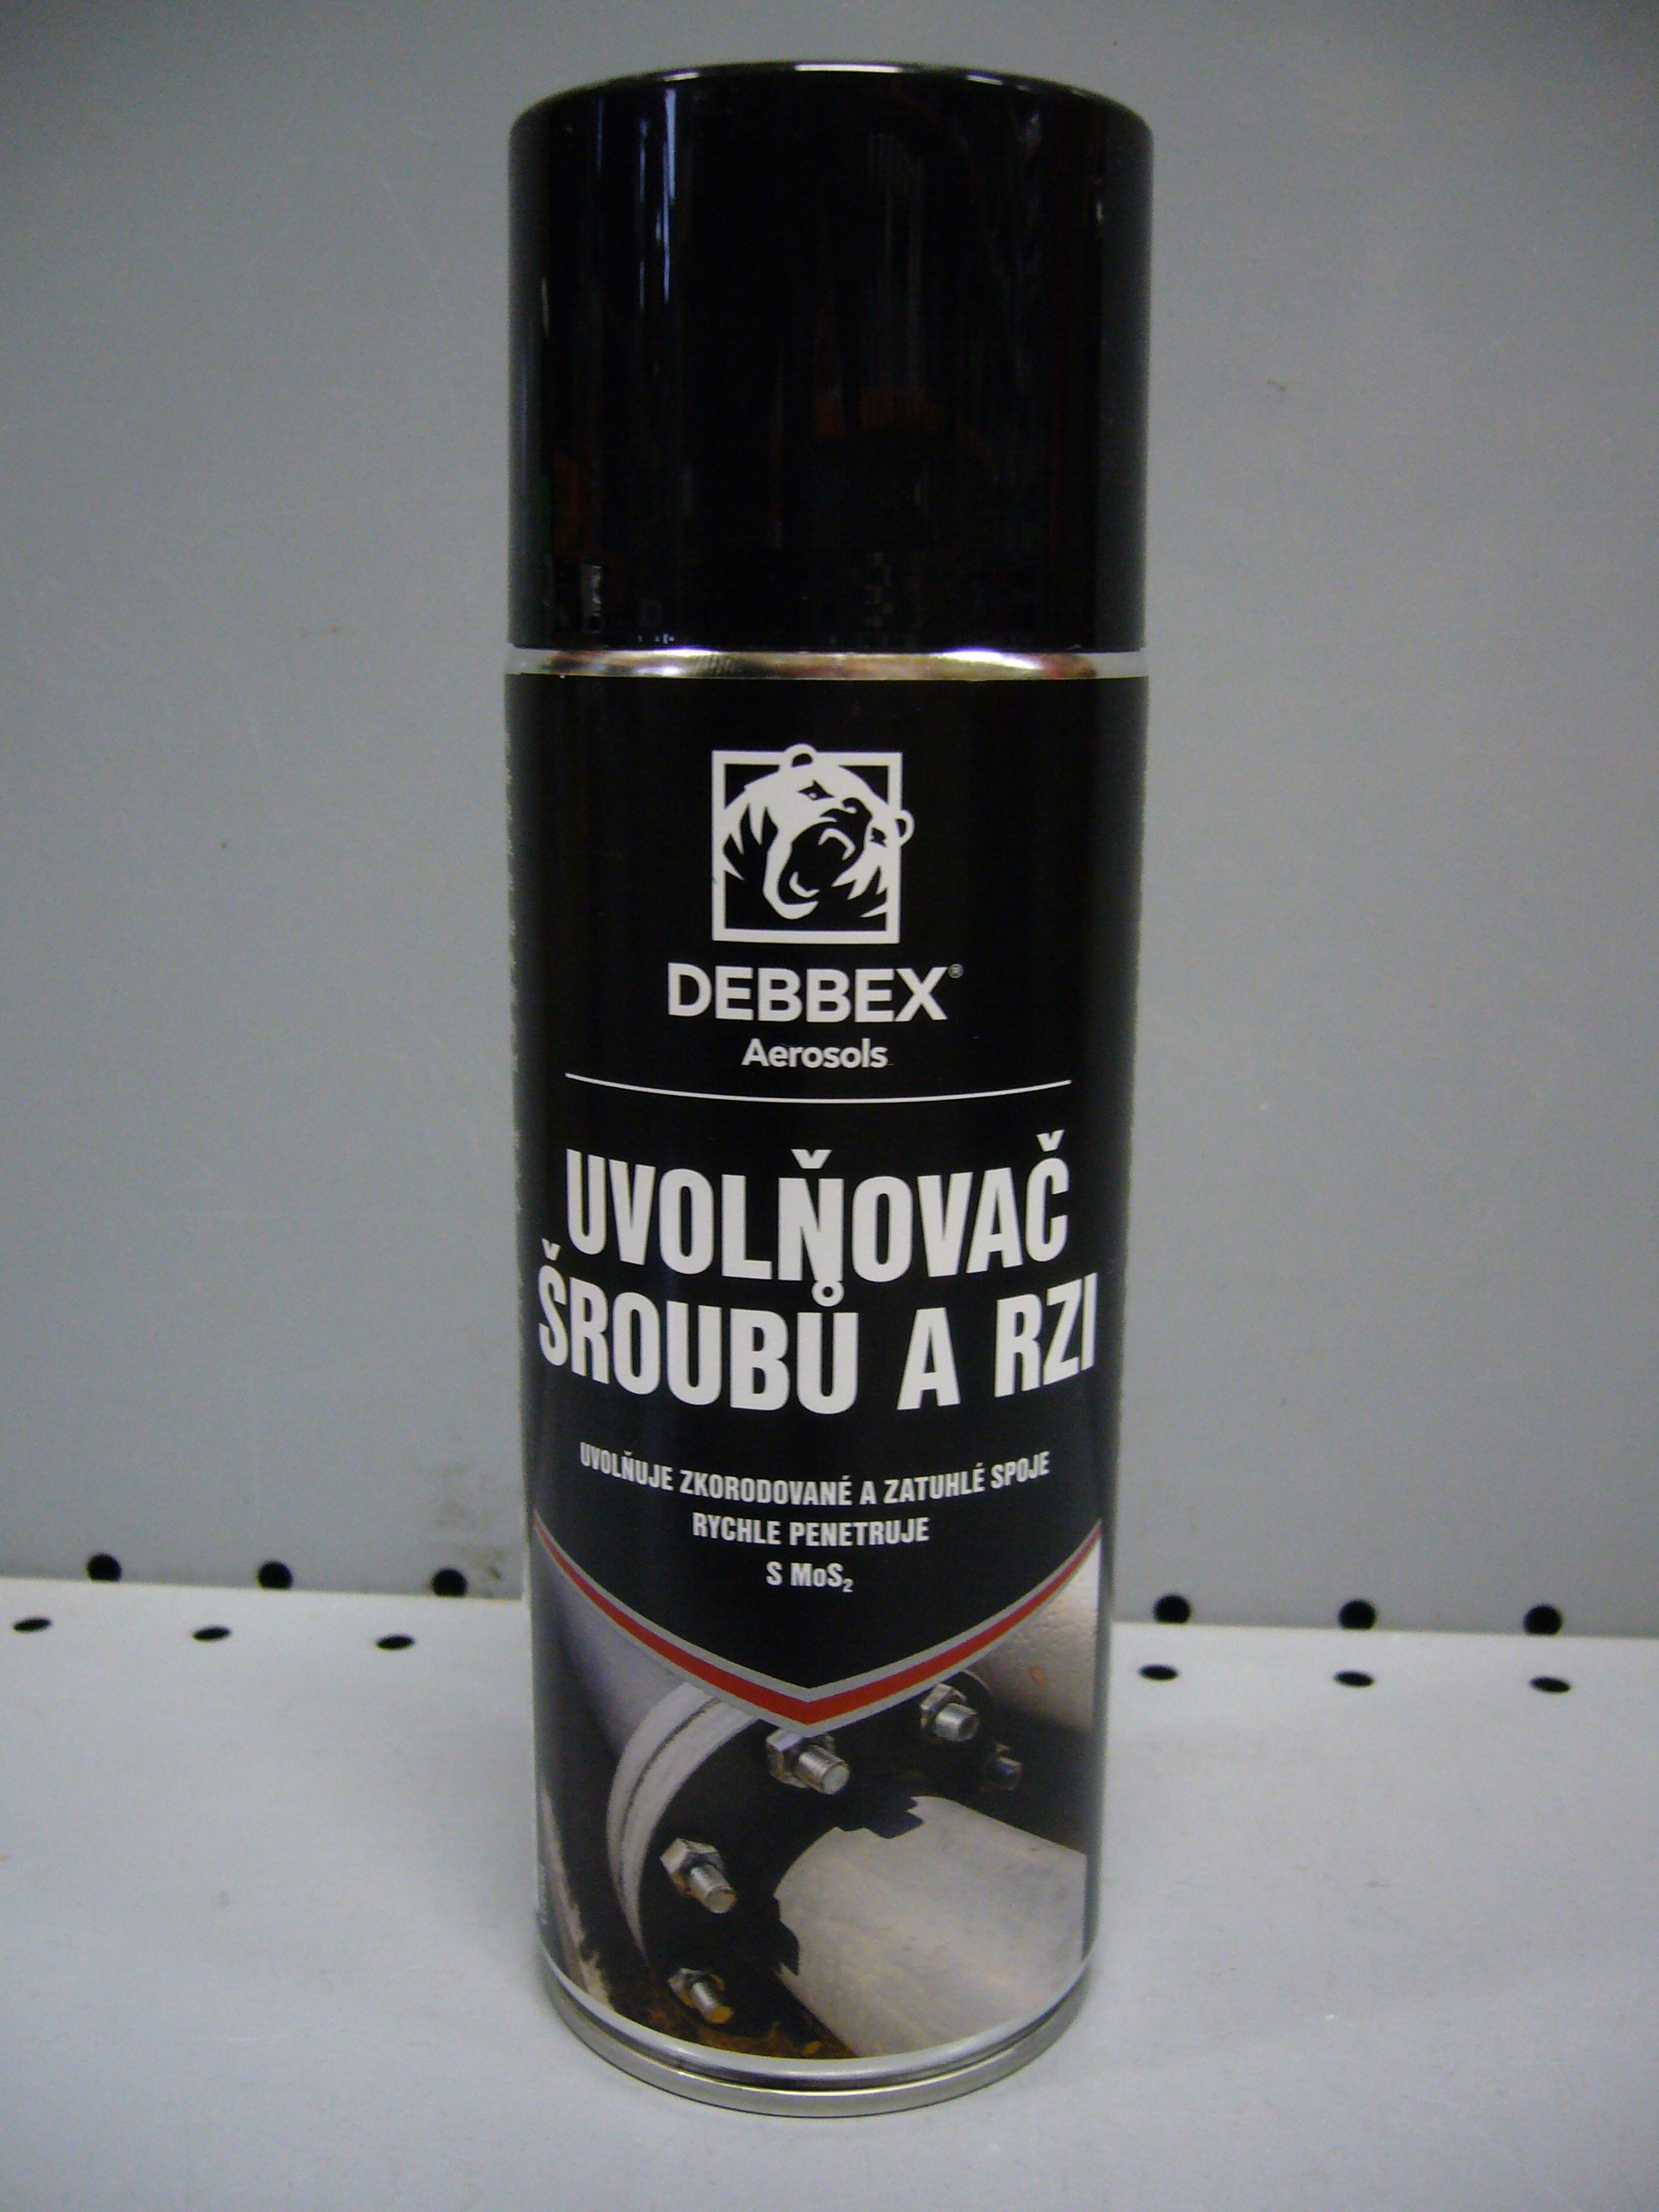 DEBBEX®
Aerosols
UVOLŇOVAČ
ŠROUBŮ A RZI
UVOLŇUJE ZKORODOVANÉ A ZATUHLÉ SPOJE
RYCHLE PENETRUJE
S MoS₂